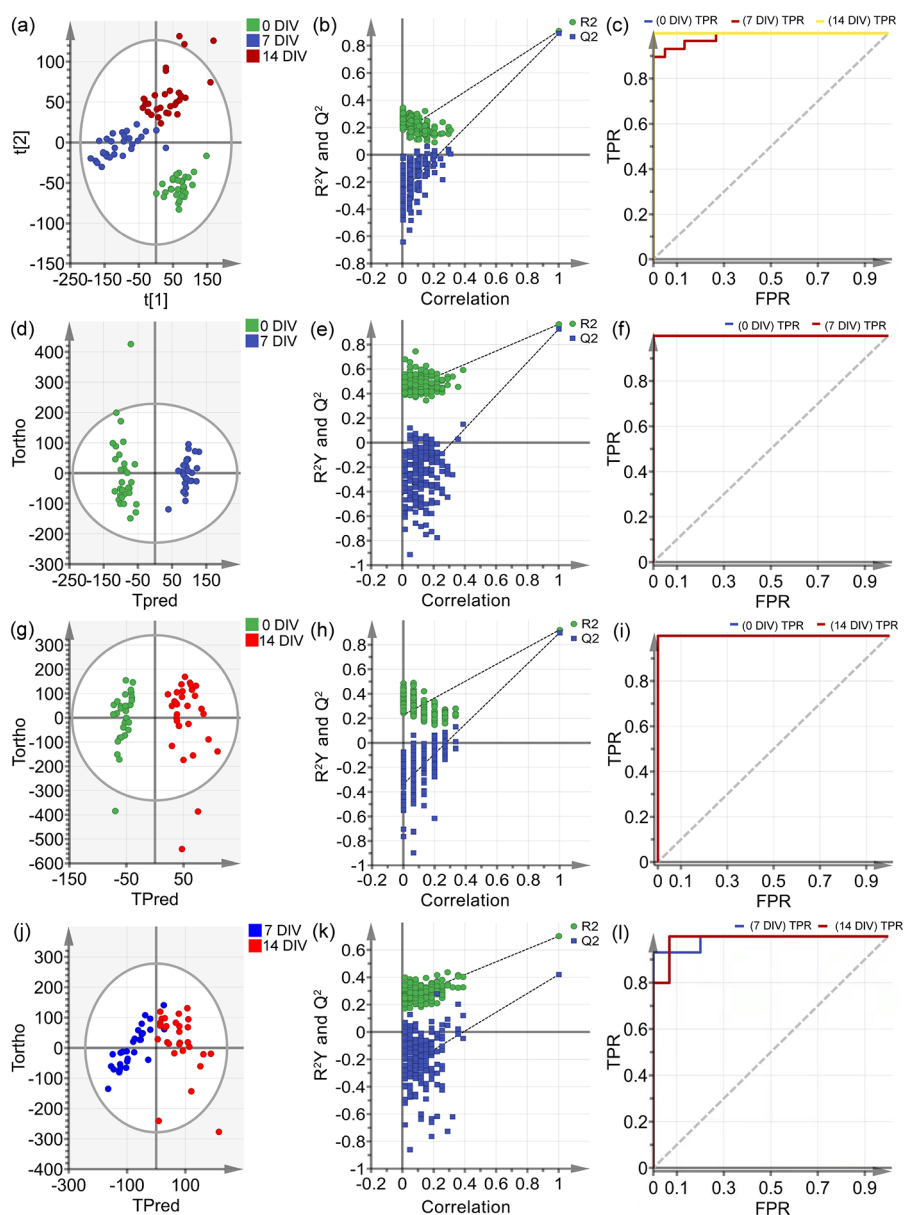 (a)
0 DIV
7 DIV
14 DIV
t[2]
100
50
0
-50
-100
-150
-250
-150
-50
50
150
t[1]
(b)
R2
Q2
R²Y and Q²
1
0.8
0.6
0.4
0.2
0
-0.2
-0.4
-0.6
-0.8
-0.2
0
0.2
0.4
0.6
0.8
1
Correlation
(c)
(0 DIV) TPR
(7 DIV) TPR
(14 DIV) TPR
TPR
0.8
0.6
0.4
0.2
0
0
0.1
0.3
0.5
0.7
0.9
FPR
(d)
0 DIV
7 DIV
Tortho
400
300
200
100
0
-100
-200
-300
-250
-150
-50
50
150
Tpred
(e)
R2
Q2
R²Y and Q²
0.8
0.6
0.4
0.2
0
-0.2
-0.4
-0.6
-0.8
-1
-0.2
0
0.2
0.4
0.6
0.8
1
Correlation
(f)
(0 DIV) TPR
(7 DIV) TPR
TPR
0.8
0.6
0.4
0.2
0
0
0.1
0.3
0.5
0.7
0.9
FPR
(g)
0 DIV
14 DIV
Tortho
300
200
100
0
-100
-200
-300
-400
-500
-600
-150
-50
50
TPred
(h)
R2
Q2
R²Y and Q²
0.8
0.6
0.4
0.2
0
-0.2
-0.4
-0.6
-0.8
-1
-0.2
0
0.2
0.4
0.6
0.8
1
Correlation
(i)
(0 DIV) TPR
(14 DIV) TPR
TPR
0.8
0.6
0.4
0.2
0
0
0.1
0.3
0.5
0.7
0.9
FPR
(j)
7 DIV
14 DIV
Tortho
300
200
100
0
-100
-200
-300
-400
-300
-100
100
TPred
(k)
R2
Q2
R²Y and Q²
0.6
0.4
0.2
0
-0.2
-0.4
-0.6
-0.8
-1
-0.2
0
0.2
0.4
0.6
0.8
1
Correlation
(l)
(7 DIV) TPR
(14 DIV) TPR
TPR
0.8
0.6
0.4
0.2
0
0
0.1
0.3
0.5
0.7
0.9
FPR